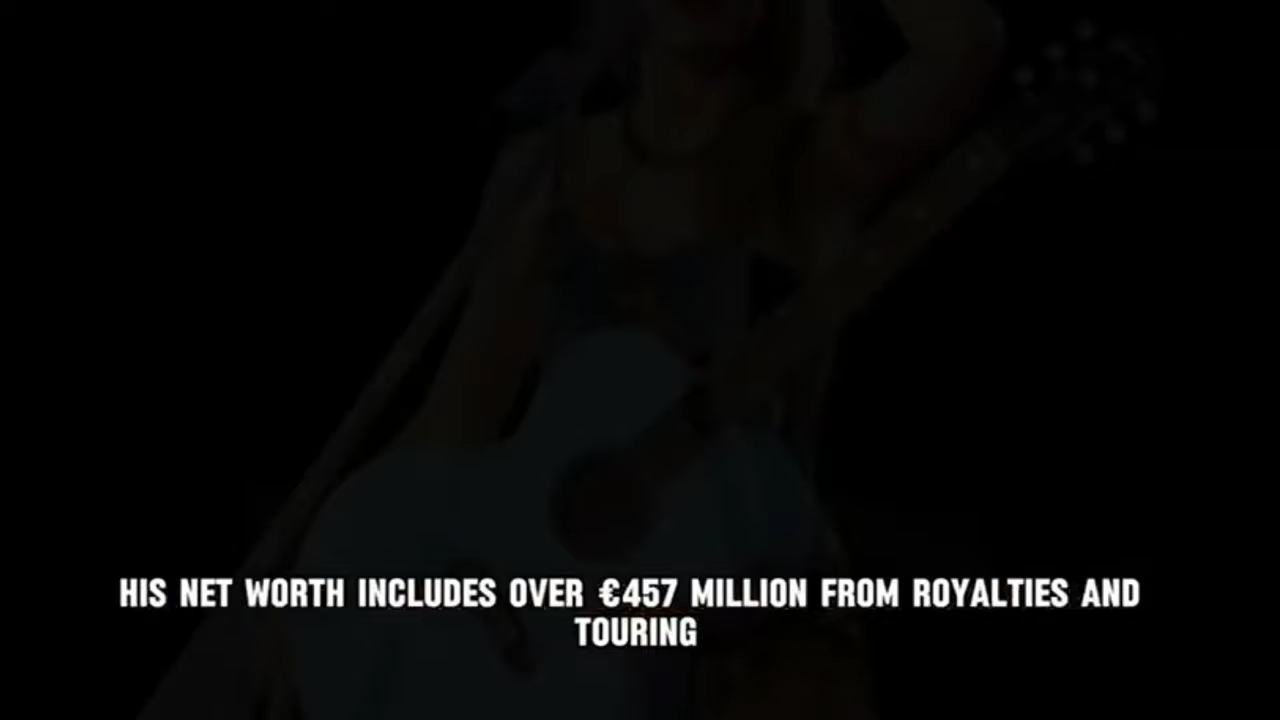 HIS NET WORTH INCLUDES OVER €457 MILLION FROM ROYALTIES AND
TOURING